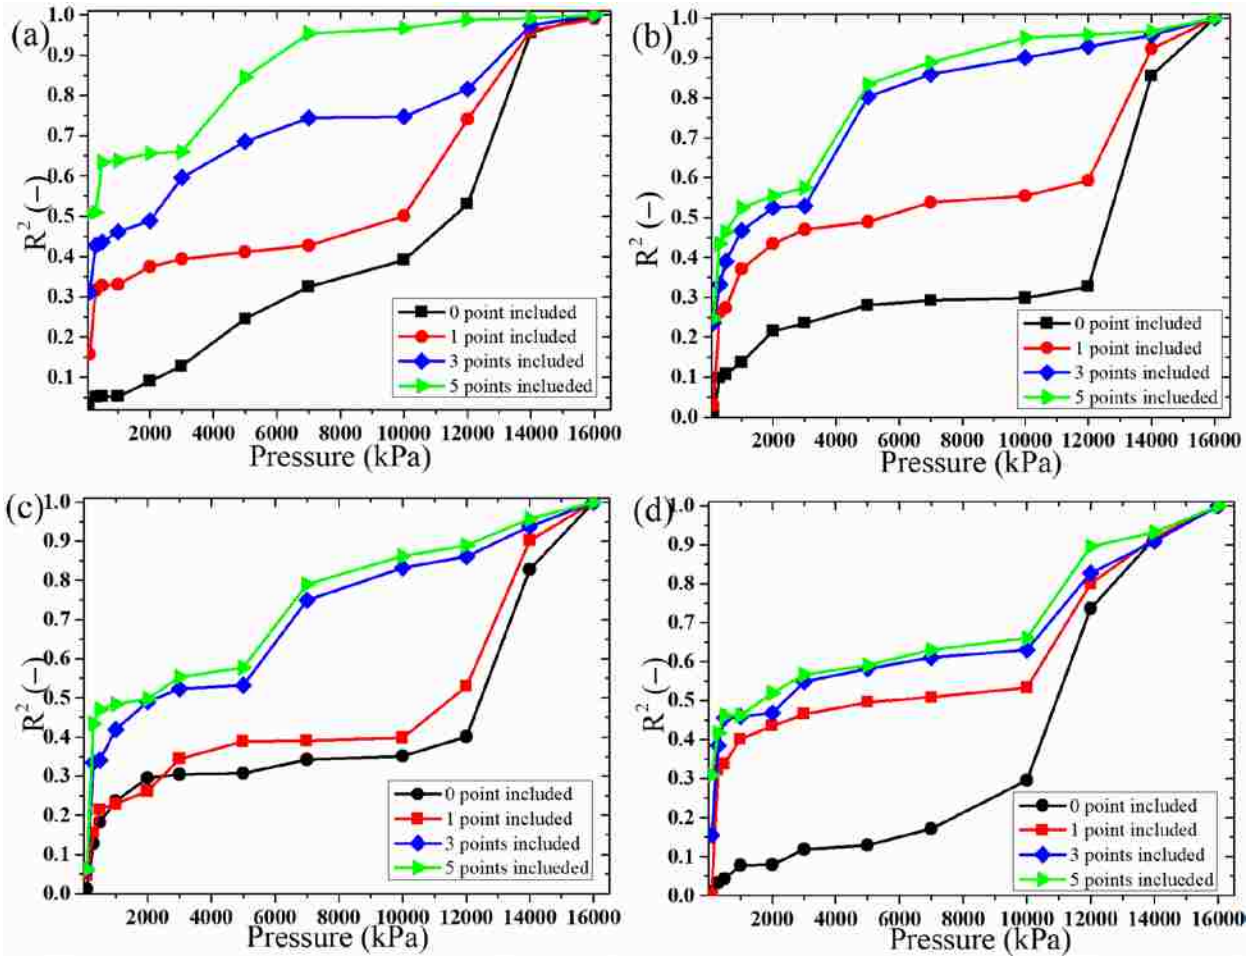 (a)
1.0
0.9
0.8
0.7
0.6
0.5
0.4
0.3
0.2
0.1
R² (–)
0 point included
1 point included
3 points included
5 points inclueded
2000 4000 6000 8000 10000 12000 14000 16000
Pressure (kPa)
(b)
1.0
0.9
0.8
0.7
0.6
0.5
0.4
0.3
0.2
0.1
0.0
R² (–)
0 point included
1 point included
3 points included
5 points inclueded
2000 4000 6000 8000 10000 12000 14000 16000
Pressure (kPa)
(c)
1.0
0.9
0.8
0.7
0.6
0.5
0.4
0.3
0.2
0.1
0.0
R² (–)
0 point included
1 point included
3 points included
5 points inclueded
2000 4000 6000 8000 10000 12000 14000 16000
Pressure (kPa)
(d)
1.0
0.9
0.8
0.7
0.6
0.5
0.4
0.3
0.2
0.1
0.0
R² (–)
0 point included
1 point included
3 points included
5 points inclueded
2000 4000 6000 8000 10000 12000 14000 16000
Pressure (kPa)